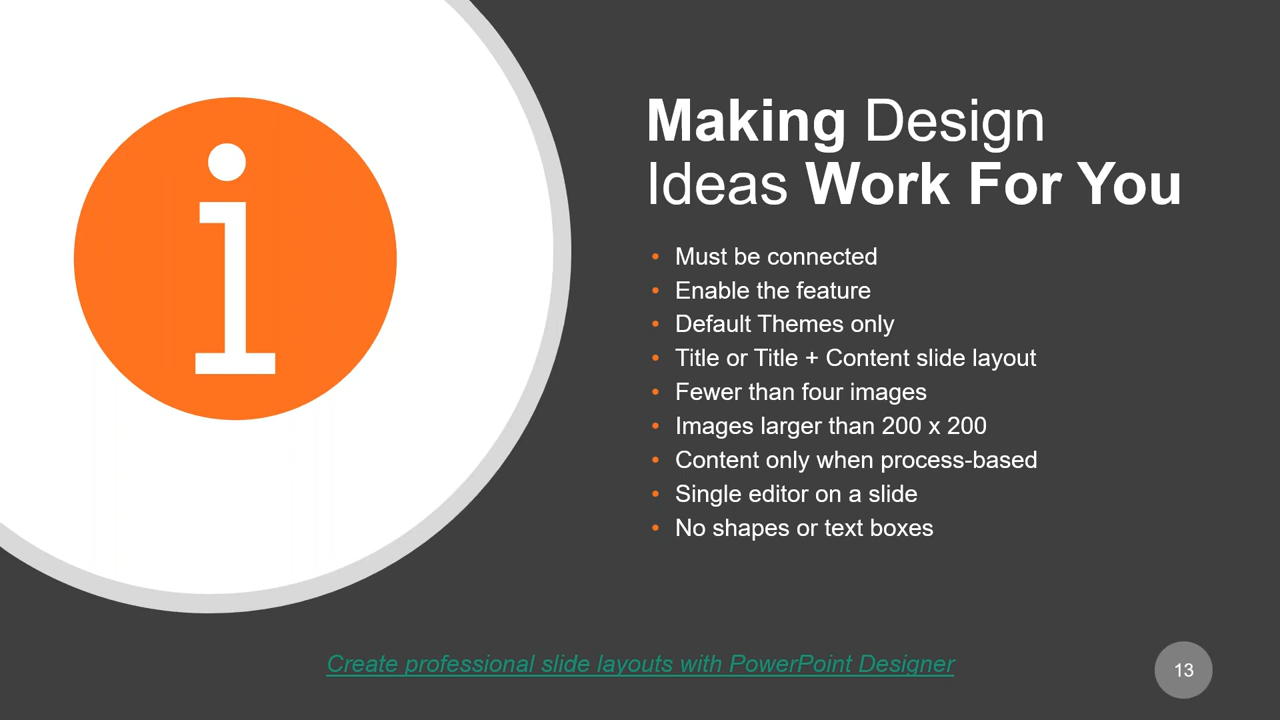 i
Making Design
Ideas Work For You
• Must be connected
• Enable the feature
• Default Themes only
• Title or Title + Content slide layout
• Fewer than four images
• Images larger than 200 x 200
• Content only when process-based
• Single editor on a slide
• No shapes or text boxes
Create professional slide layouts with PowerPoint Designer
13